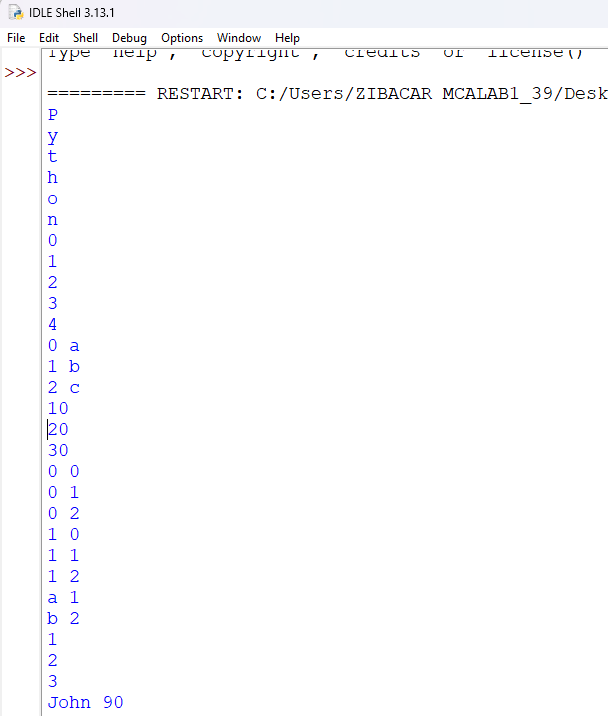 IDLE Shell 3.13.1
File Edit Shell Debug Options Window Help
Type "help", "copyright", "credits" or "license()"
>>>
========= RESTART: C:/Users/ZIBACAR MCALAB1_39/Desk
P
y
t
h
o
n
0
1
2
3
4
0 a
1 b
2 c
10
20
30
0 0
0 1
0 2
1 0
1 1
1 2
a 1
b 2
1
2
3
John 90